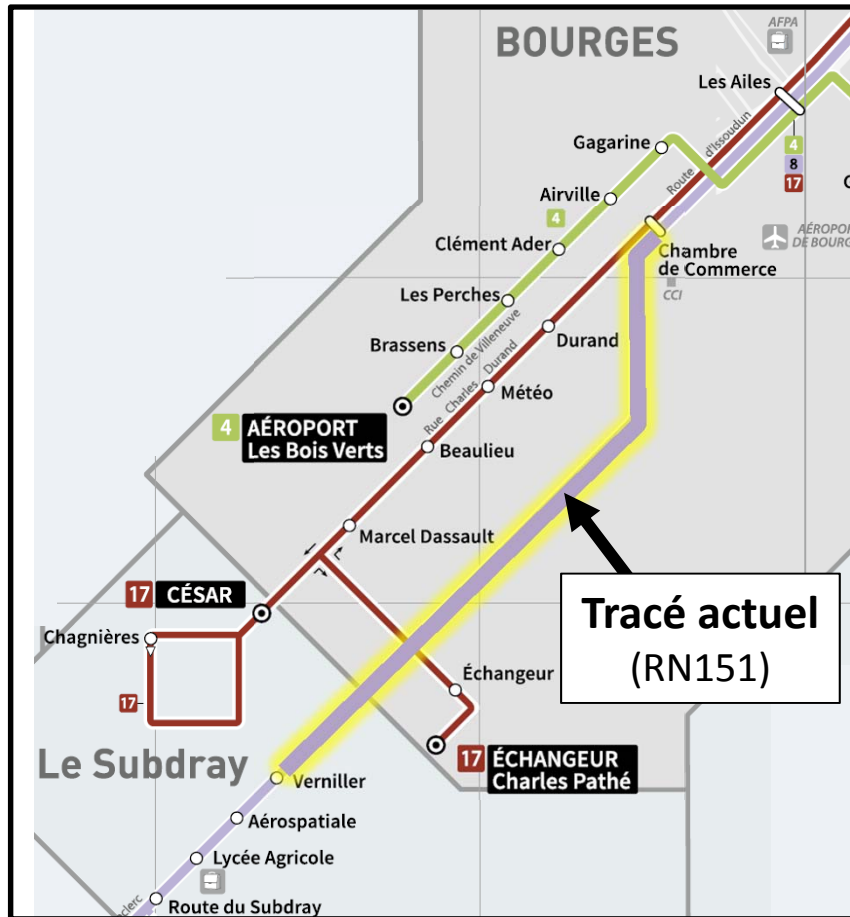 BOURGES
AFPA
Les Ailes
4
8
17
Gagarine
Route d'Issoudun
Airville
4
Clément Ader
AÉROPORT
Chambre
de Commerce
CCI
Les Perches
Chemin de Villeneuve
Durand
Brassens
Rue Charles Durand
Météo
4
AÉROPORT
Les Bois Verts
Beaulieu
Marcel Dassault
17 CÉSAR
Tracé actuel
(RN151)
Chagnières
17
Échangeur
Le Subdray
17
ÉCHANGEUR
Charles Pathé
Verniller
Aérospatiale
Lycée Agricole
Route du Subdray